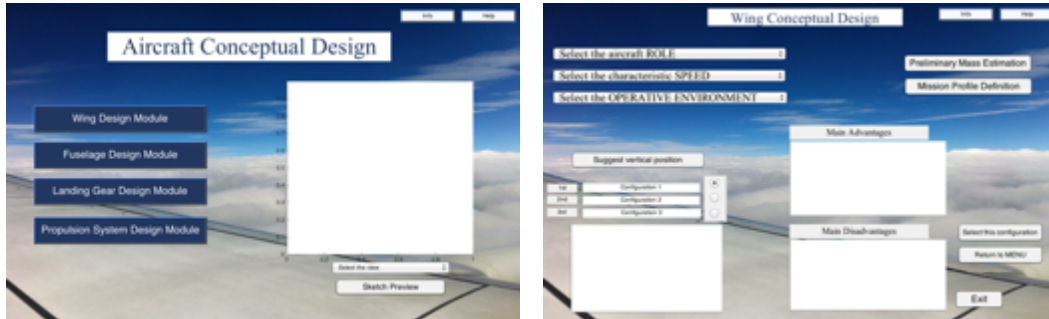 Info Help
Aircraft Conceptual Design
Wing Design Module
Fuselage Design Module
Landing Gear Design Module
Propulsion System Design Module
0
1
Select the view
Sketch Preview
Wing Conceptual Design
Info Help
Select the aircraft ROLE
Select the characteristic SPEED
Select the OPERATIVE ENVIRONMENT
Preliminary Mass Estimation
Mission Profile Definition
Suggest vertical position
1st Configuration 1
2nd Configuration 2
3rd Configuration 3
Main Advantages
Main Disadvantages
Select this configuration
Return to MENU
Exit